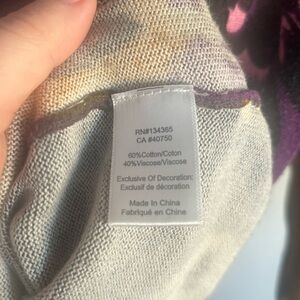 RN#134365
CA #40750
60%Cotton/Coton
40%Viscose/Viscose
Exclusive Of Decoration:
Exclusif de décoration
Made In China
Fabriqué en Chine